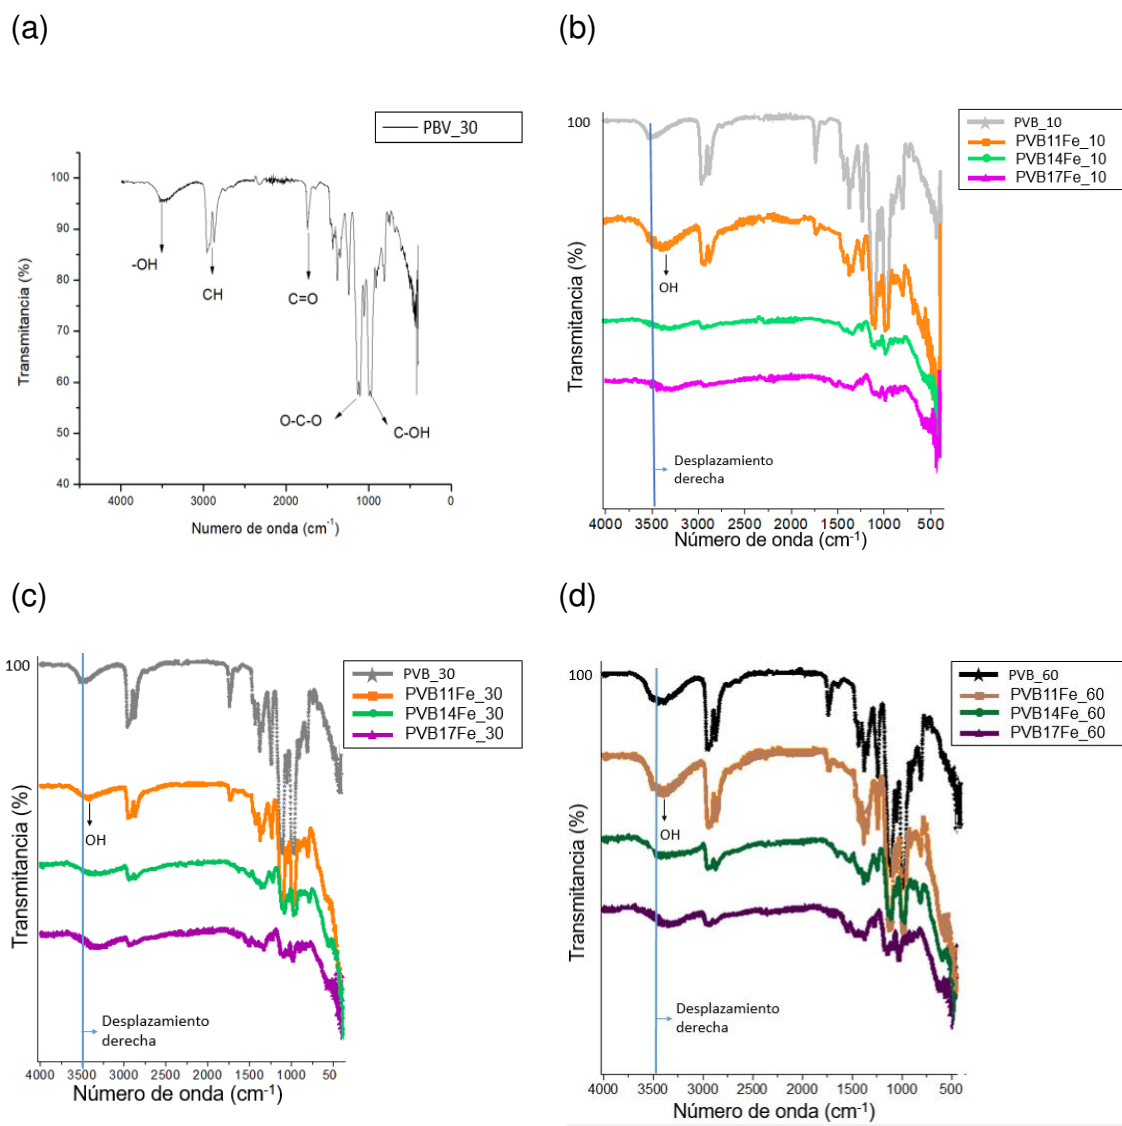 (a)
PBV_30
100
90
80
70
60
50
40
Transmitancia (%)
-OH
CH
C=O
O-C-O
C-OH
4000 3000 2000 1000 0
Numero de onda (cm⁻¹)
(b)
100
PVB_10
PVB11Fe_10
PVB14Fe_10
PVB17Fe_10
Transmitancia (%)
OH
Desplazamiento
derecha
4000 3500 3000 2500 2000 1500 1000 500
Número de onda (cm⁻¹)
(c)
100
PVB_30
PVB11Fe_30
PVB14Fe_30
PVB17Fe_30
Transmitancia (%)
OH
Desplazamiento
derecha
4000 3500 3000 2500 2000 1500 1000 50
Número de onda (cm⁻¹)
(d)
100
PVB_60
PVB11Fe_60
PVB14Fe_60
PVB17Fe_60
Transmitancia (%)
OH
Desplazamiento
derecha
4000 3500 3000 2500 2000 1500 1000 500
Número de onda (cm⁻¹)